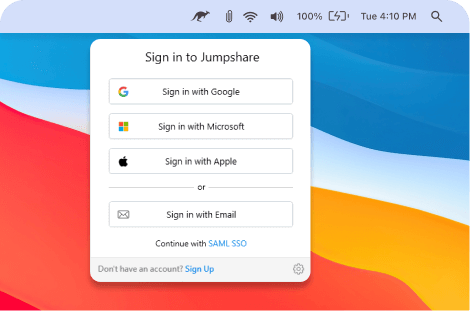 100% Tue 4:10 PM
Sign in to Jumpshare
Sign in with Google
Sign in with Microsoft
Sign in with Apple
or
Sign in with Email
Continue with SAML SSO
Don't have an account? Sign Up